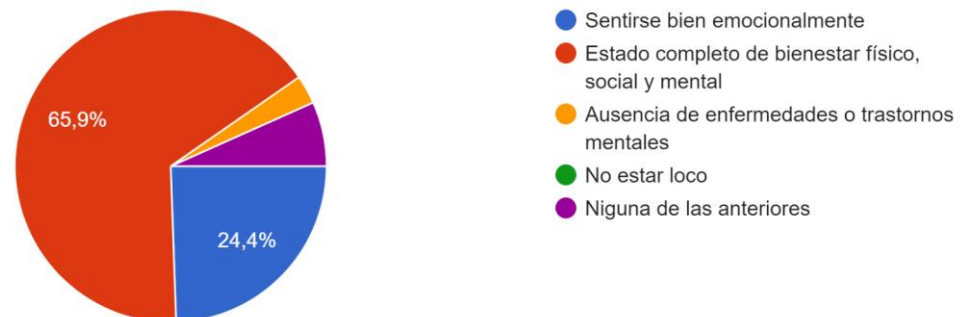 65,9%
24,4%
Sentirse bien emocionalmente
Estado completo de bienestar físico,
social y mental
Ausencia de enfermedades o trastornos
mentales
No estar loco
Niguna de las anteriores